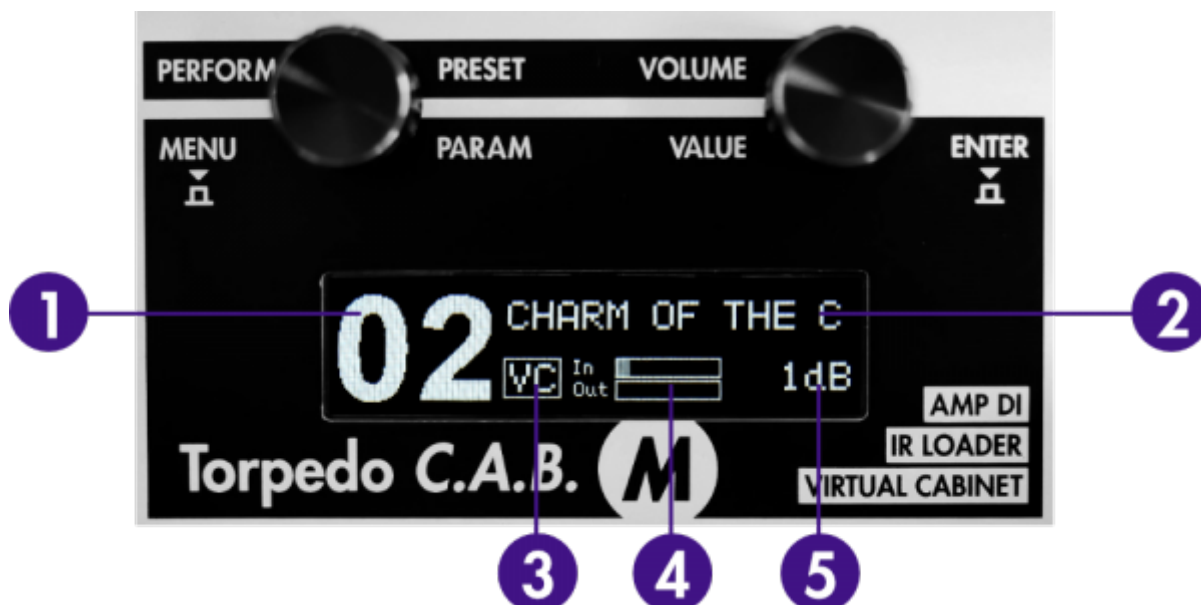 PERFORM PRESET VOLUME
MENU PARAM VALUE ENTER
1 02 CHARM OF THE C 2
VC In 1dB
Out
AMP DI
IR LOADER
Torpedo C.A.B. M VIRTUAL CABINET
3 4 5